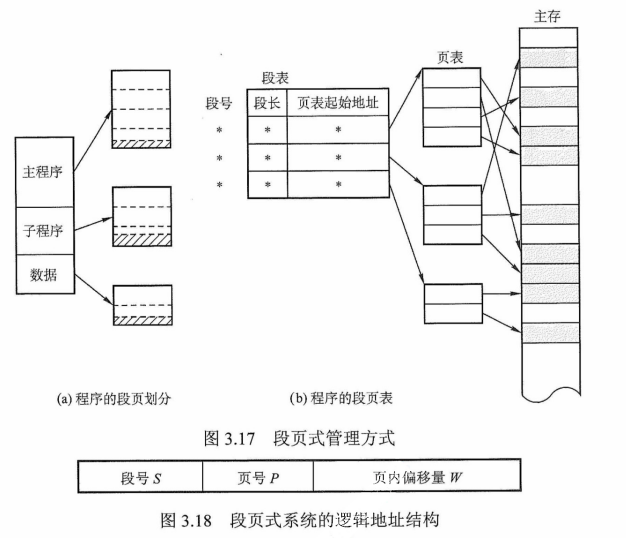 主存
段表
页表
段号 段长 页表起始地址
* * *
* * *
* * *
主程序
子程序
数据
(a) 程序的段页划分
(b) 程序的段页表
图 3.17 段页式管理方式
段号 S 页号 P 页内偏移量 W
图 3.18 段页式系统的逻辑地址结构